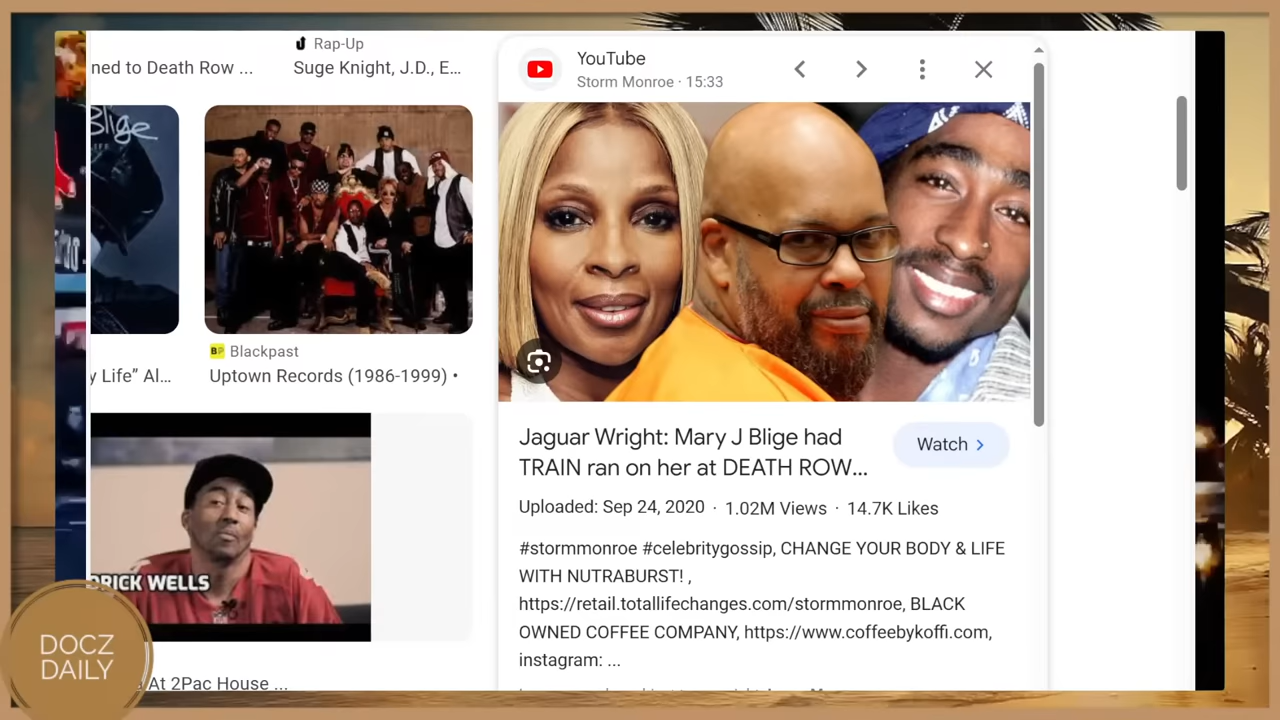 Rap-Up
ned to Death Row ...
Suge Knight, J.D., E...
Blige
Blackpast
y Life” Al...
Uptown Records (1986-1999) •
DRICK WELLS
At 2Pac House ...
YouTube
Storm Monroe · 15:33
Jaguar Wright: Mary J Blige had
TRAIN ran on her at DEATH ROW...
Watch
Uploaded: Sep 24, 2020 · 1.02M Views · 14.7K Likes
#stormmonroe #celebritygossip, CHANGE YOUR BODY & LIFE
WITH NUTRABURST! ,
https://retail.totallifechanges.com/stormmonroe, BLACK
OWNED COFFEE COMPANY, https://www.coffeebykoffi.com,
instagram: ...
DOCZ
DAILY